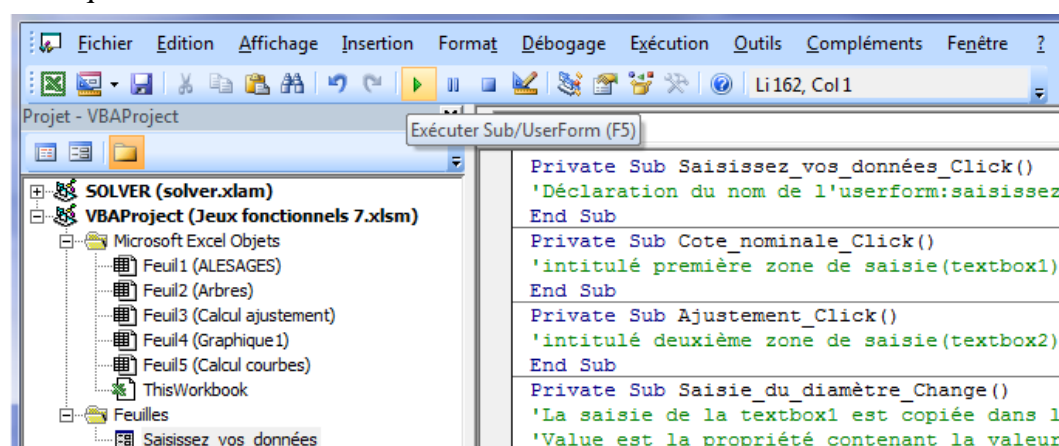 Fichier Edition Affichage Insertion Format Débogage Exécution Outils Compléments Fenêtre ?
Li 162, Col 1
Projet - VBAProject
Exécuter Sub/UserForm (F5)
SOLVER (solver.xlam)
VBAProject (Jeux fonctionnels 7.xlsm)
Microsoft Excel Objets
Feuil1 (ALESAGES)
Feuil2 (Arbres)
Feuil3 (Calcul ajustement)
Feuil4 (Graphique1)
Feuil5 (Calcul courbes)
ThisWorkbook
Feuilles
Saisissez_vos_données
Private Sub Saisissez_vos_données_Click()
'Déclaration du nom de l'userform:saisissez
End Sub
Private Sub Cote_nominale_Click()
'intitulé première zone de saisie(textbox1)
End Sub
Private Sub Ajustement_Click()
'intitulé deuxième zone de saisie(textbox2)
End Sub
Private Sub Saisie_du_diamètre_Change()
'La saisie de la textbox1 est copiée dans l
'Value est la propriété contenant la valeur